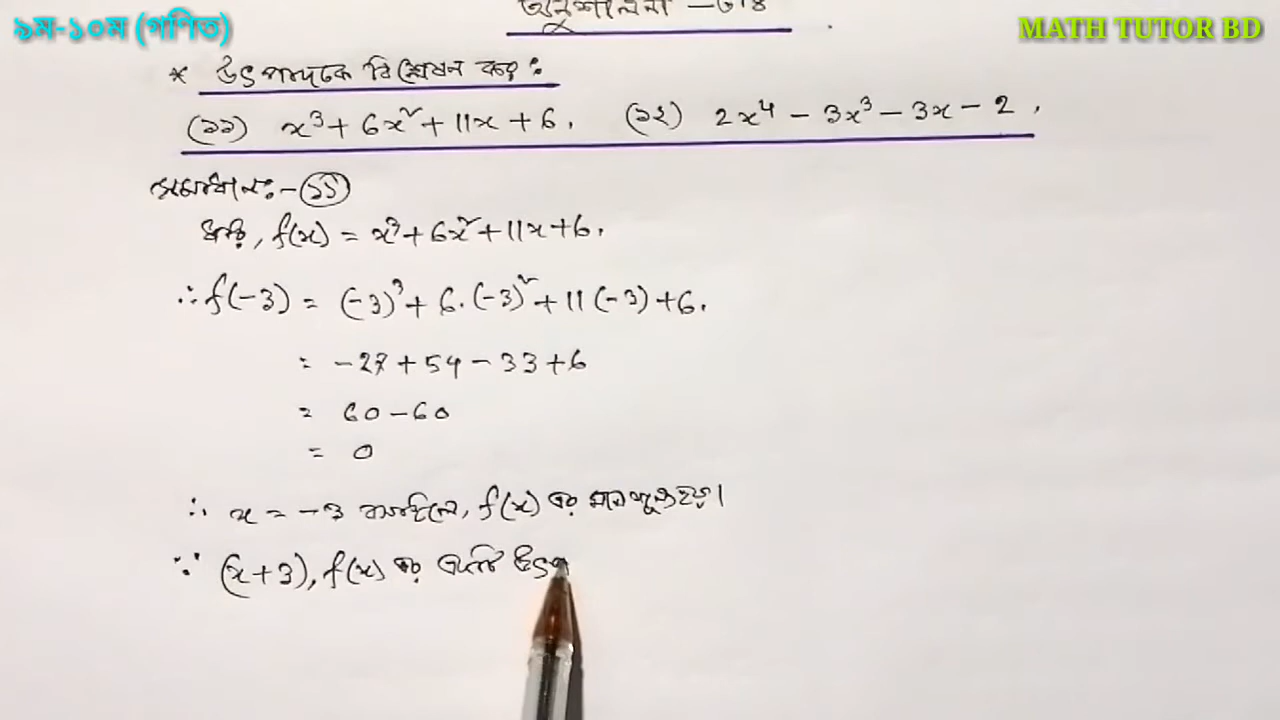 ৯ম-১০ম (গণিত)
MATH TUTOR BD
অনুশীলনী - ৩.৪
* উৎপাদকে বিশ্লেষন কর:
(১১) x³ + 6x² + 11x + 6. (১২) 2x⁴ - 3x³ - 3x - 2.
সমাধান:- ১১
ধরি, f(x) = x³ + 6x² + 11x + 6.
∴ f(-3) = (-3)³ + 6.(-3)² + 11(-3) + 6.
= -27 + 54 - 33 + 6
= 60 - 60
= 0
∴ x = -3 বসাইলে, f(x) এর মান শূন্য হয়।
∵ (x+3), f(x) এর একটি উৎপ